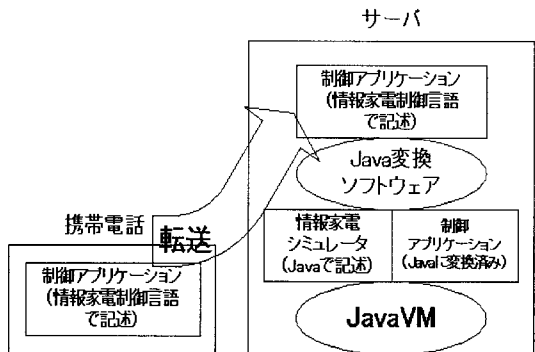 サーバ
制御アプリケーション
(情報家電制御言語
で記述)
Java変換
ソフトウェア
情報家電
シミュレータ
(Javaで記述)
制御
アプリケーション
(Javaに変換済み)
JavaVM
携帯電話
転送
制御アプリケーション
(情報家電制御言語
で記述)